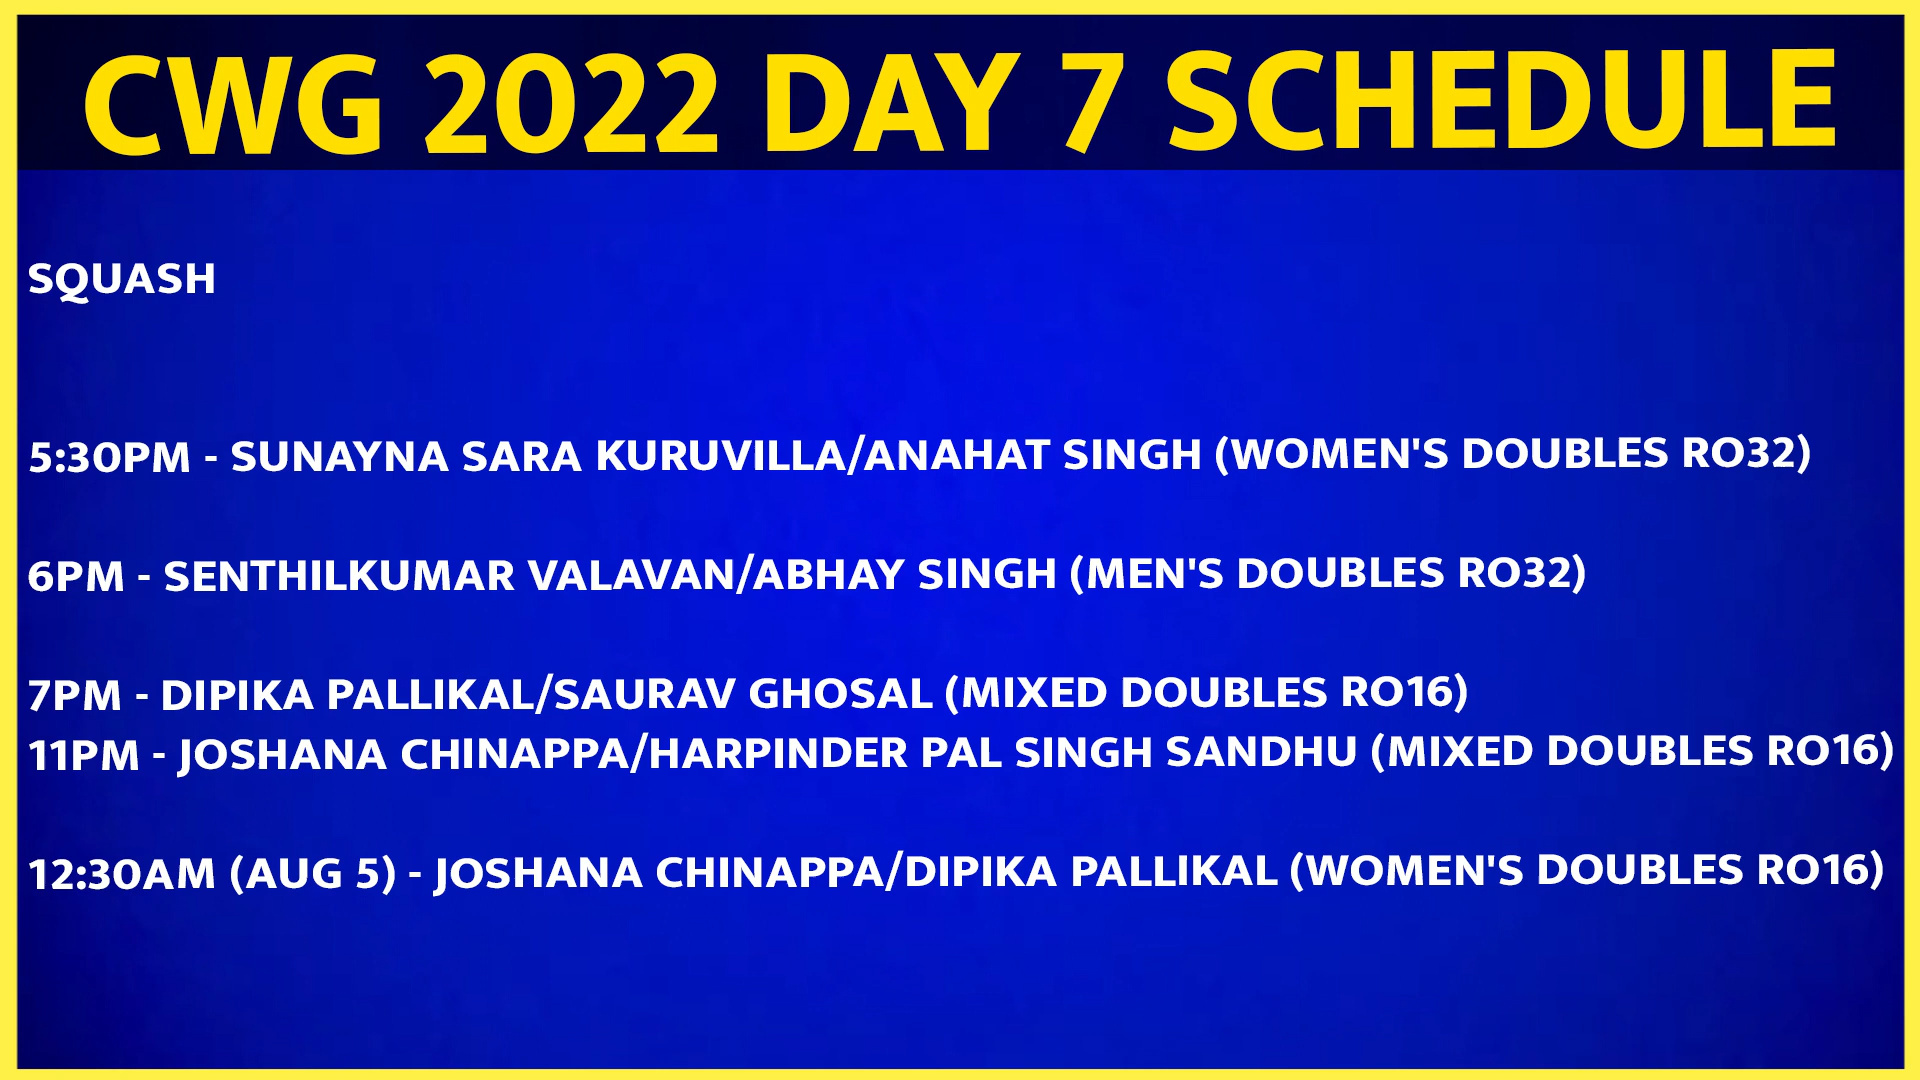 CWG 2022 DAY 7 SCHEDULE
SQUASH
5:30PM - SUNAYNA SARA KURUVILLA/ANAHAT SINGH (WOMEN'S DOUBLES RO32)
6PM - SENTHILKUMAR VALAVAN/ABHAY SINGH (MEN'S DOUBLES RO32)
7PM - DIPIKA PALLIKAL/SAURAV GHOSAL (MIXED DOUBLES RO16)
11PM - JOSHANA CHINAPPA/HARPINDER PAL SINGH SANDHU (MIXED DOUBLES RO16)
12:30AM (AUG 5) - JOSHANA CHINAPPA/DIPIKA PALLIKAL (WOMEN'S DOUBLES RO16)